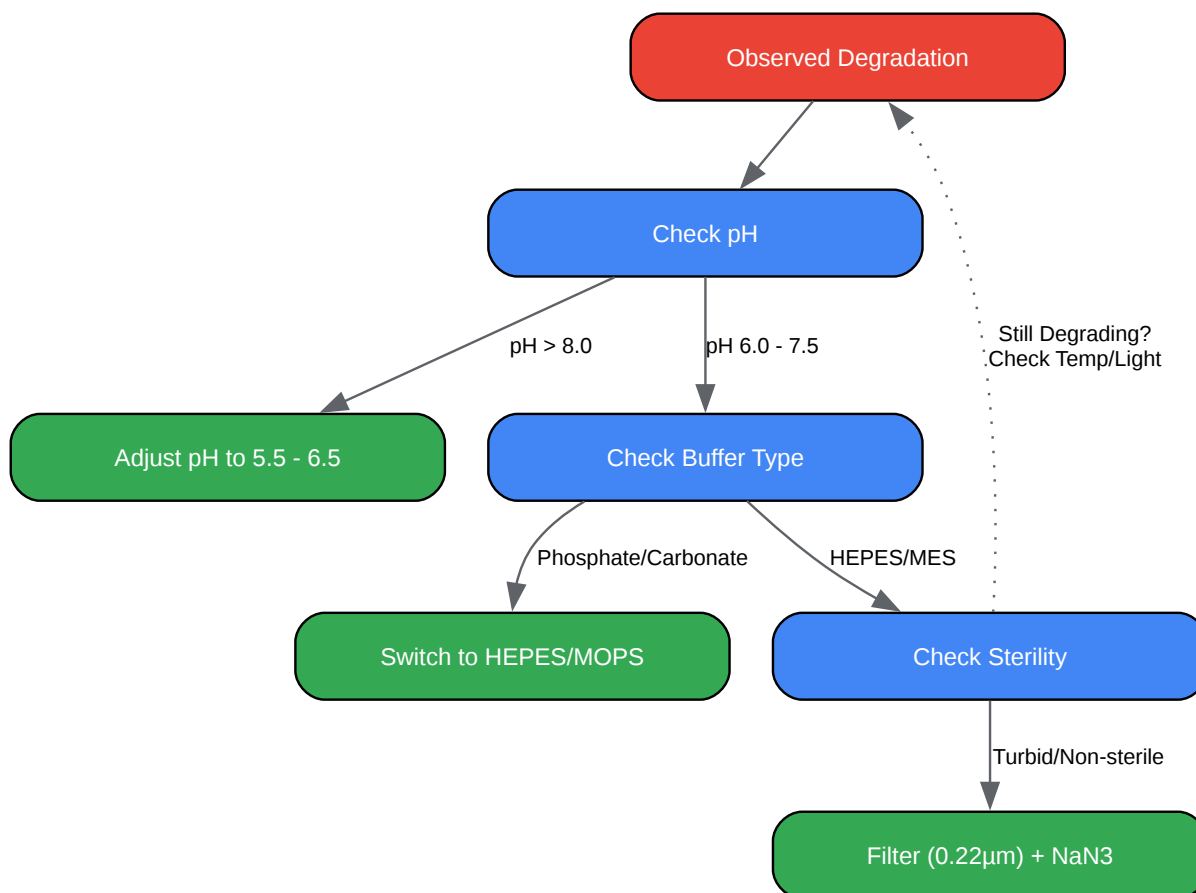 Observed Degradation
Check pH
pH > 8.0
pH 6.0 - 7.5
Still Degrading?
Check Temp/Light
Adjust pH to 5.5 - 6.5
Check Buffer Type
Phosphate/Carbonate
HEPES/MES
Switch to HEPES/MOPS
Check Sterility
Turbid/Non-sterile
Filter (0.22µm) + NaN3